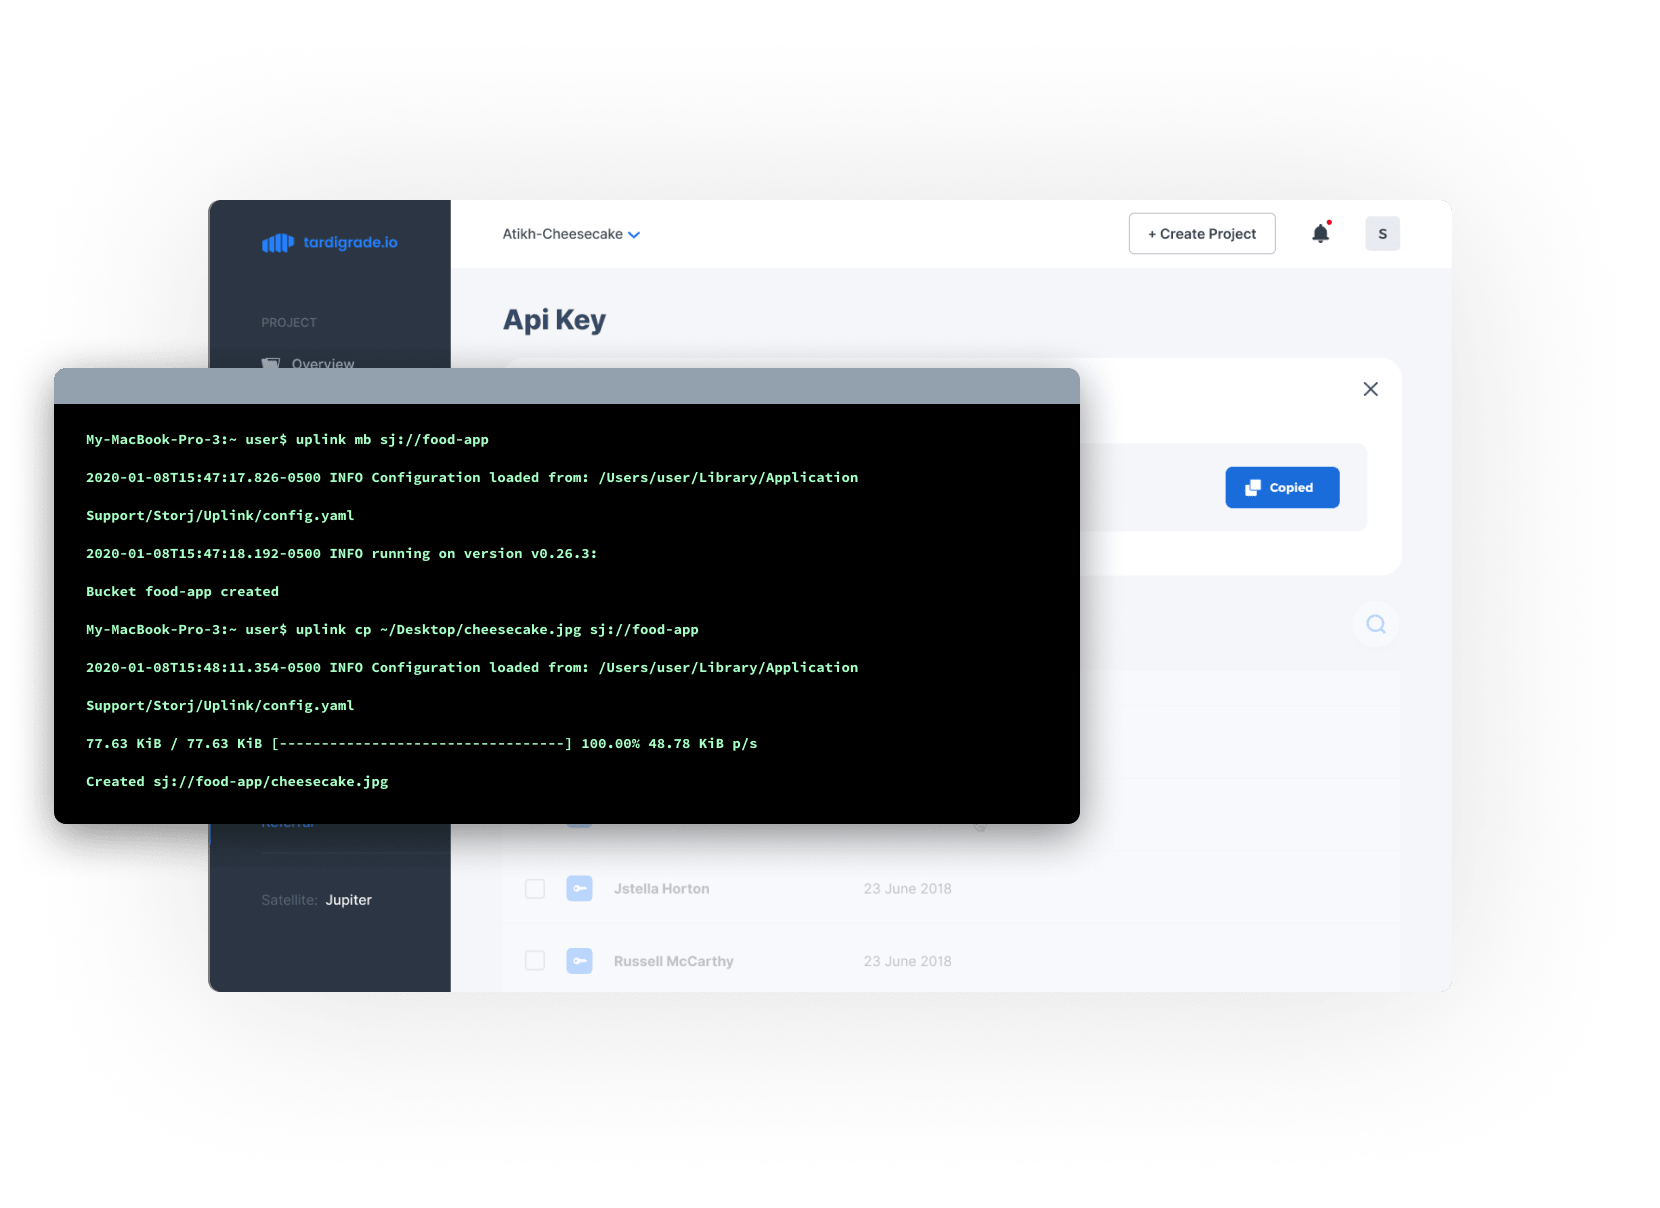 tardigrade.io
Atikh-Cheesecake
+ Create Project
S
PROJECT
Api Key
Overview
Copied
My-MacBook-Pro-3:~ user$ uplink mb sj://food-app
2020-01-08T15:47:17.826-0500 INFO Configuration loaded from: /Users/user/Library/Application
Support/Storj/Uplink/config.yaml
2020-01-08T15:47:18.192-0500 INFO running on version v0.26.3:
Bucket food-app created
My-MacBook-Pro-3:~ user$ uplink cp ~/Desktop/cheesecake.jpg sj://food-app
2020-01-08T15:48:11.354-0500 INFO Configuration loaded from: /Users/user/Library/Application
Support/Storj/Uplink/config.yaml
77.63 KiB / 77.63 KiB [----------------------------------] 100.00% 48.78 KiB p/s
Created sj://food-app/cheesecake.jpg
Referral
Satellite: Jupiter
Jstella Horton 23 June 2018
Russell McCarthy 23 June 2018